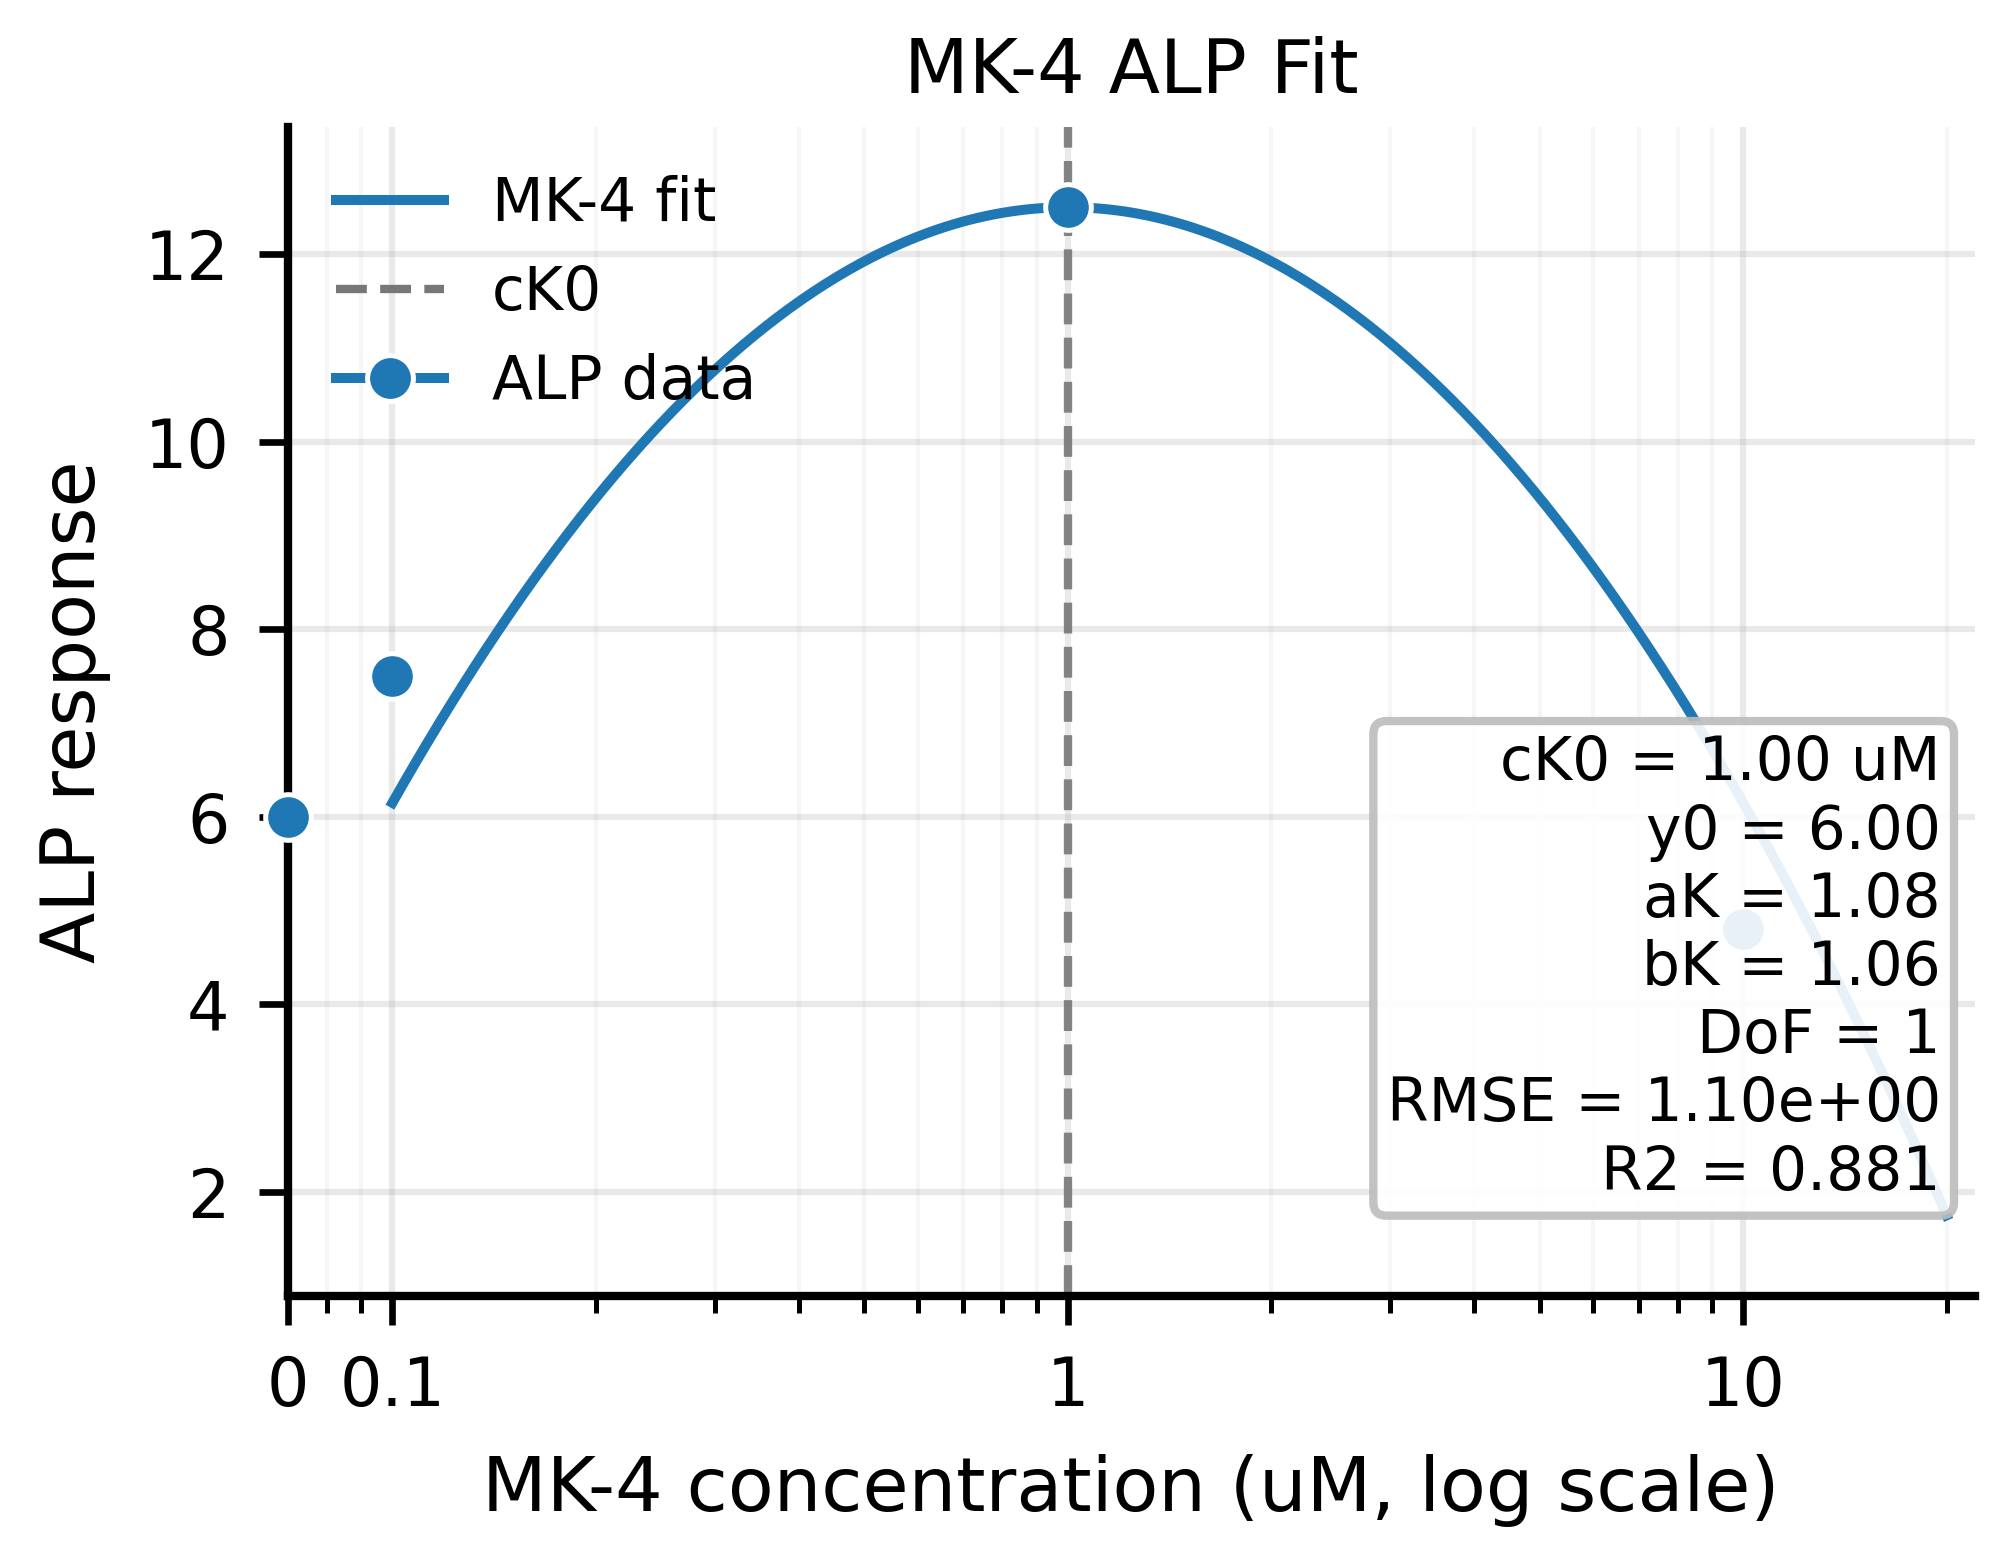 MK-4 ALP Fit
MK-4 fit
cK0
ALP data
ALP response
12
10
8
6
4
2
cK0 = 1.00 uM
y0 = 6.00
aK = 1.08
bK = 1.06
DoF = 1
RMSE = 1.10e+00
R2 = 0.881
0 0.1 1 10
MK-4 concentration (uM, log scale)